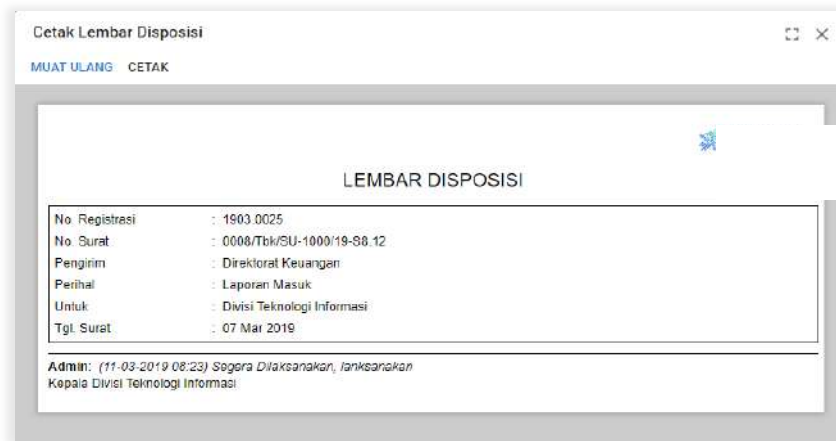 Cetak Lembar Disposisi
MUAT ULANG CETAK
LEMBAR DISPOSISI
No. Registrasi : 1903.0025
No. Surat : 0008/Tbk/SU-1000/19-S8.12
Pengirim : Direktorat Keuangan
Perihal : Laporan Masuk
Untuk : Divisi Teknologi Informasi
Tgl. Surat : 07 Mar 2019
Admin: (11-03-2019 08:23) Segera Dilaksanakan, lanksanakan
Kepala Divisi Teknologi Informasi